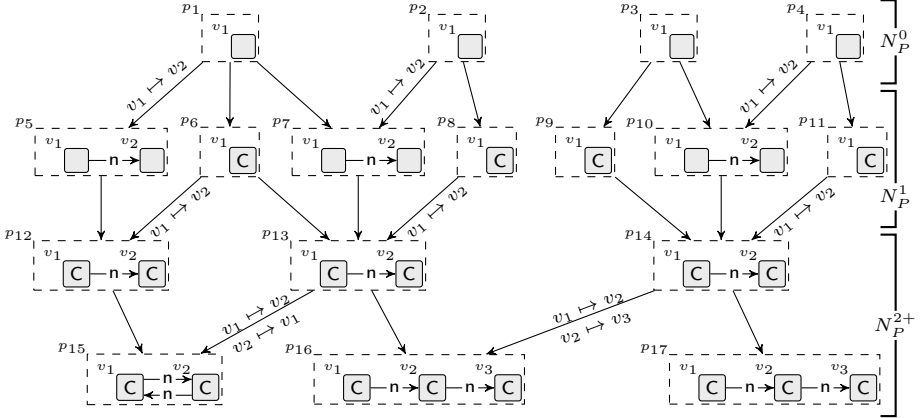 p1 p2 p3 p4
v1 v1 v1 v1
N_P^0
v1 ↦ v2 v1 ↦ v2 v1 ↦ v2
p5 p6 p7 p8 p9 p10 p11
v1 v2 v1 v1 v2 v1 v1 v1 v2 v1
n C n C C n C
N_P^1
v1 ↦ v2 v1 ↦ v2 v1 ↦ v2
p12 p13 p14
v1 v2 v1 v2 v1 v2
C n C C n C C n C
v1 ↦ v2 v1 ↦ v2
v2 ↦ v1 v2 ↦ v3
N_P^{2+}
p15 p16 p17
v1 v2 v1 v2 v3 v1 v2 v3
C n n C C n C n C C n C n C